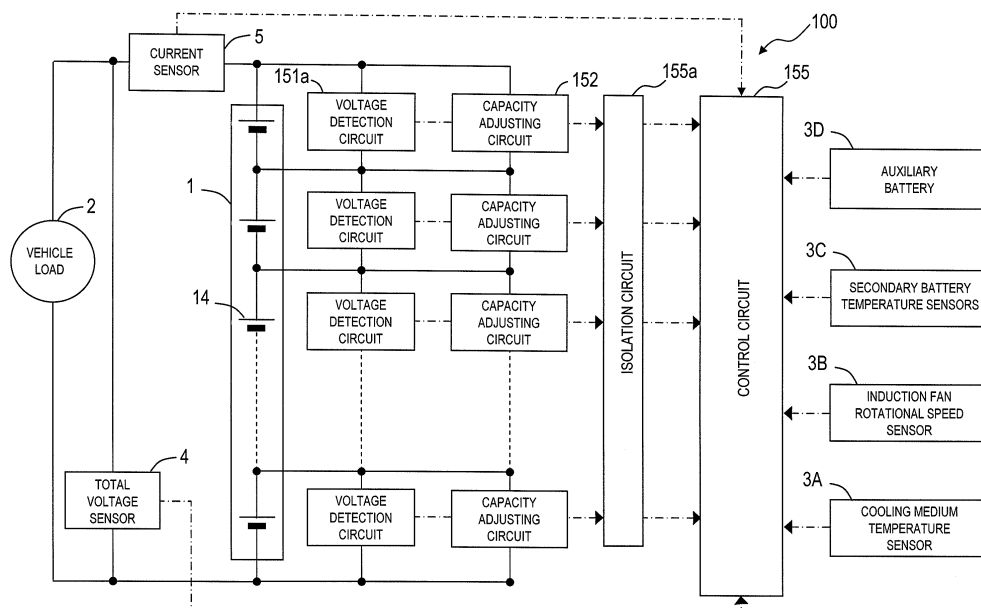 100
5
CURRENT
SENSOR
151a
152
155a
155
VOLTAGE
DETECTION
CIRCUIT
CAPACITY
ADJUSTING
CIRCUIT
3D
AUXILIARY
BATTERY
1
2
VEHICLE
LOAD
VOLTAGE
DETECTION
CIRCUIT
CAPACITY
ADJUSTING
CIRCUIT
14
VOLTAGE
DETECTION
CIRCUIT
CAPACITY
ADJUSTING
CIRCUIT
ISOLATION CIRCUIT
CONTROL CIRCUIT
3C
SECONDARY BATTERY
TEMPERATURE SENSORS
3B
INDUCTION FAN
ROTATIONAL SPEED
SENSOR
4
TOTAL
VOLTAGE
SENSOR
VOLTAGE
DETECTION
CIRCUIT
CAPACITY
ADJUSTING
CIRCUIT
3A
COOLING MEDIUM
TEMPERATURE
SENSOR